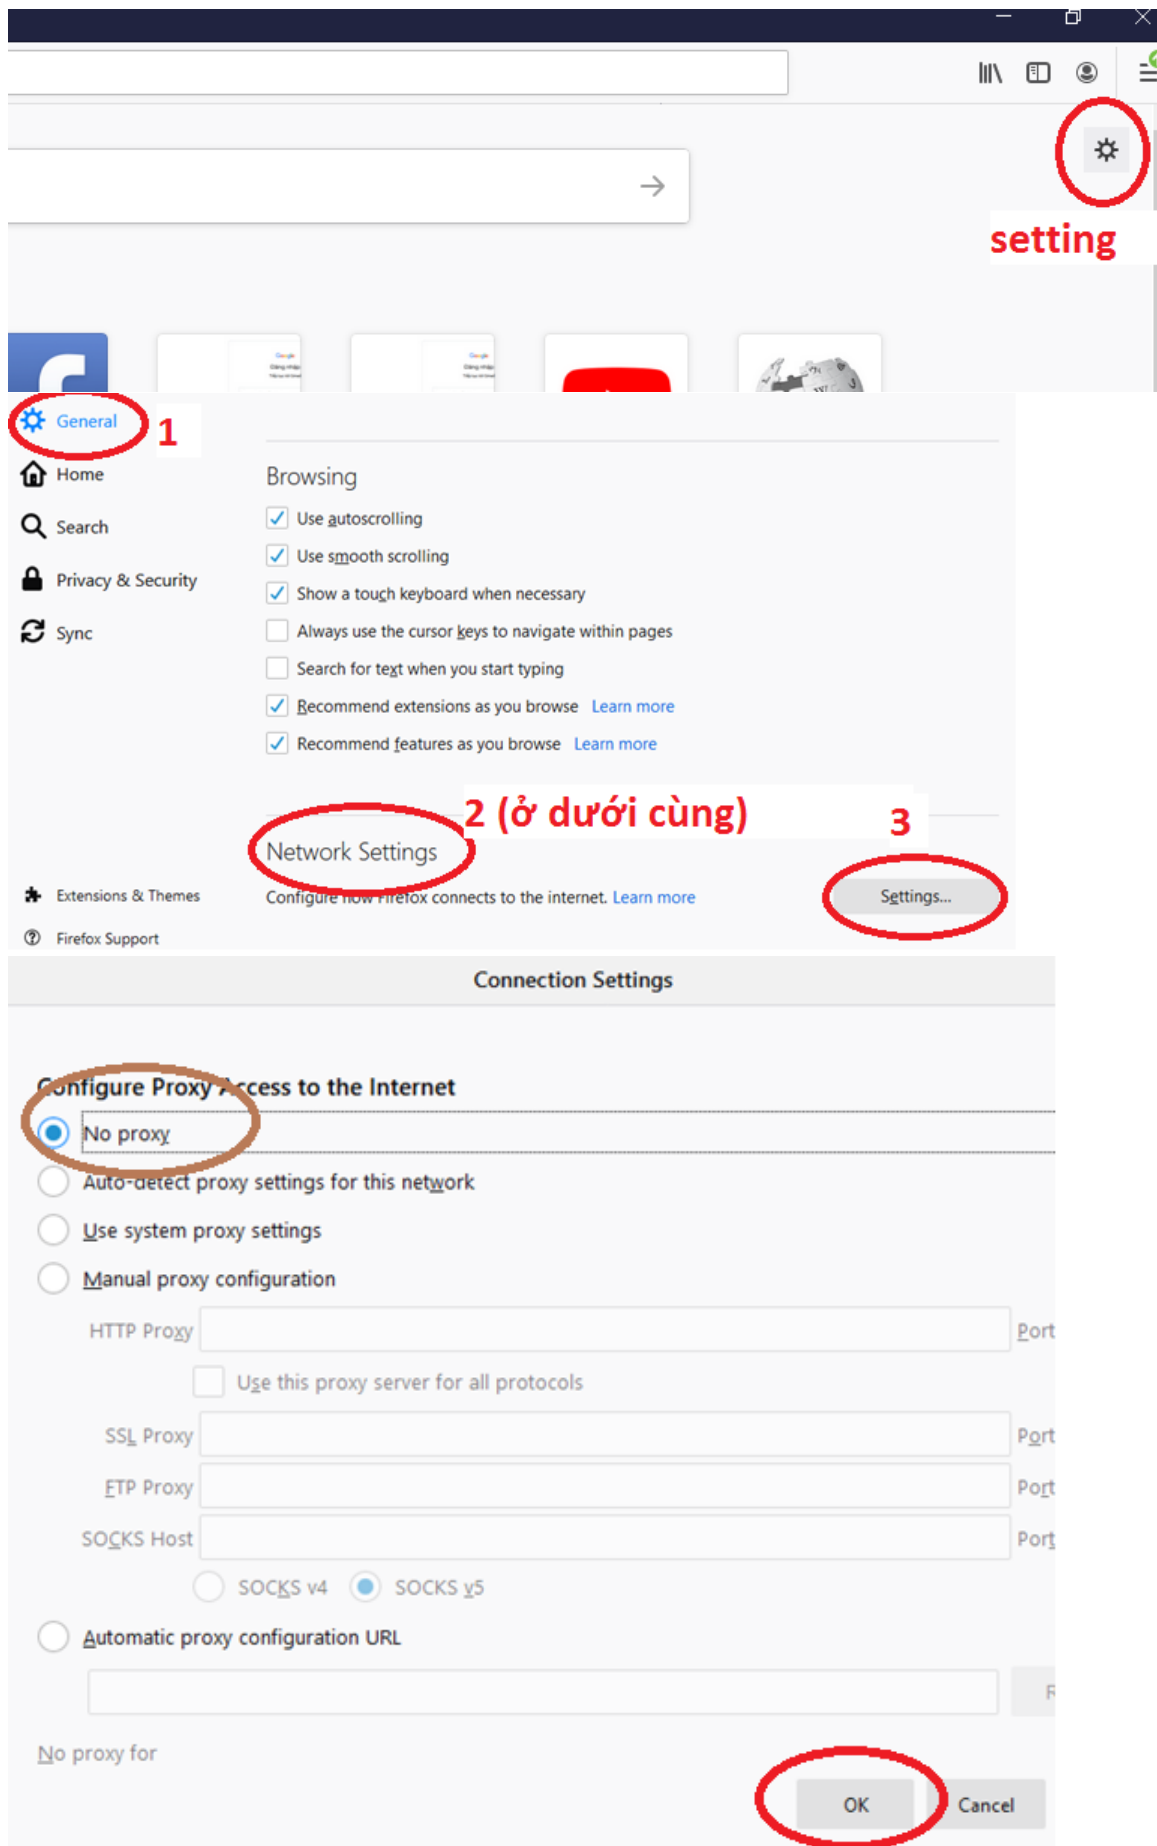 setting
Google
Đăng nhập
Google
Đăng nhập
General
1
Home
Search
Privacy & Security
Sync
Browsing
Use autoscrolling
Use smooth scrolling
Show a touch keyboard when necessary
Always use the cursor keys to navigate within pages
Search for text when you start typing
Recommend extensions as you browse Learn more
Recommend features as you browse Learn more
2 (ở dưới cùng)
3
Network Settings
Extensions & Themes
Configure how Firefox connects to the internet. Learn more
Settings...
Firefox Support
Connection Settings
Configure Proxy Access to the Internet
No proxy
Auto-detect proxy settings for this network
Use system proxy settings
Manual proxy configuration
HTTP Proxy
Port
Use this proxy server for all protocols
SSL Proxy
Port
FTP Proxy
Port
SOCKS Host
Port
SOCKS v4 SOCKS v5
Automatic proxy configuration URL
R
No proxy for
OK
Cancel